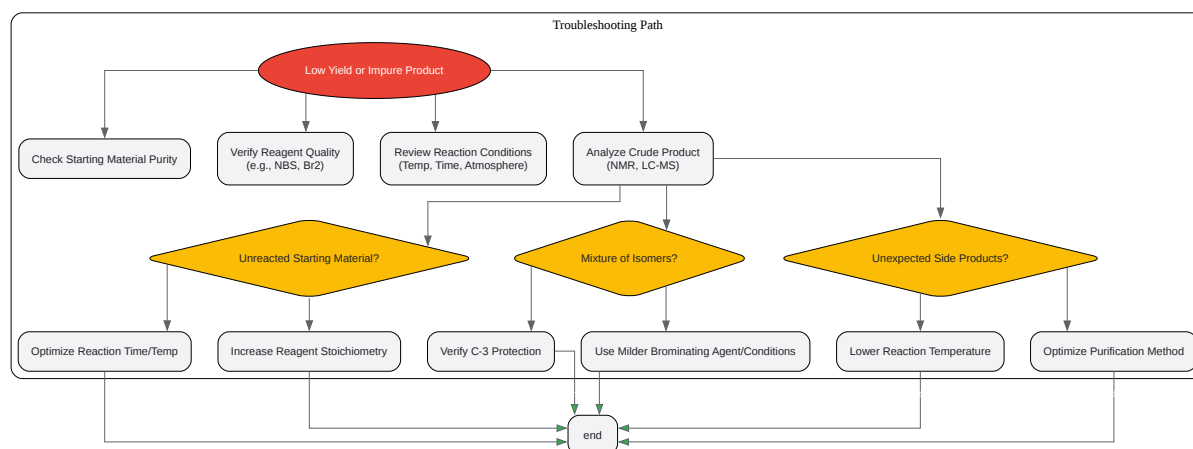 Troubleshooting Path
Low Yield or Impure Product
Check Starting Material Purity
Verify Reagent Quality
(e.g., NBS, Br2)
Review Reaction Conditions
(Temp, Time, Atmosphere)
Analyze Crude Product
(NMR, LC-MS)
Unreacted Starting Material?
Mixture of Isomers?
Unexpected Side Products?
Optimize Reaction Time/Temp
Increase Reagent Stoichiometry
Verify C-3 Protection
Use Milder Brominating Agent/Conditions
Lower Reaction Temperature
Optimize Purification Method
end